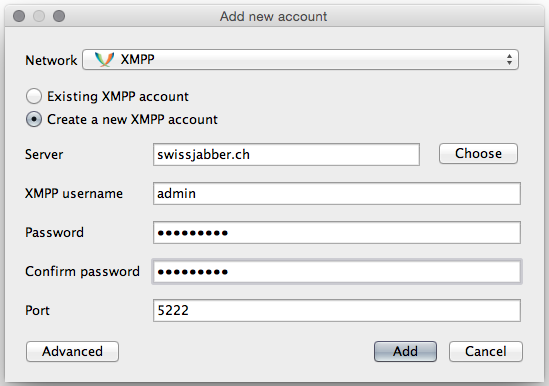 Add new account
Network XMPP
Existing XMPP account
Create a new XMPP account
Server swissjabber.ch Choose
XMPP username admin
Password •••••••••
Confirm password •••••••••
Port 5222
Advanced Add Cancel